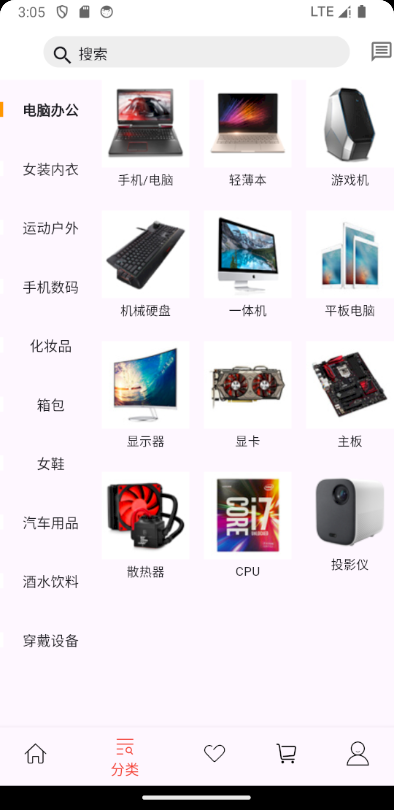 3:05
LTE
搜索
电脑办公
女装内衣
运动户外
手机数码
化妆品
箱包
女鞋
汽车用品
酒水饮料
穿戴设备
手机/电脑
轻薄本
游戏机
机械硬盘
一体机
平板电脑
显示器
显卡
主板
CORE i7
散热器
CPU
投影仪
分类